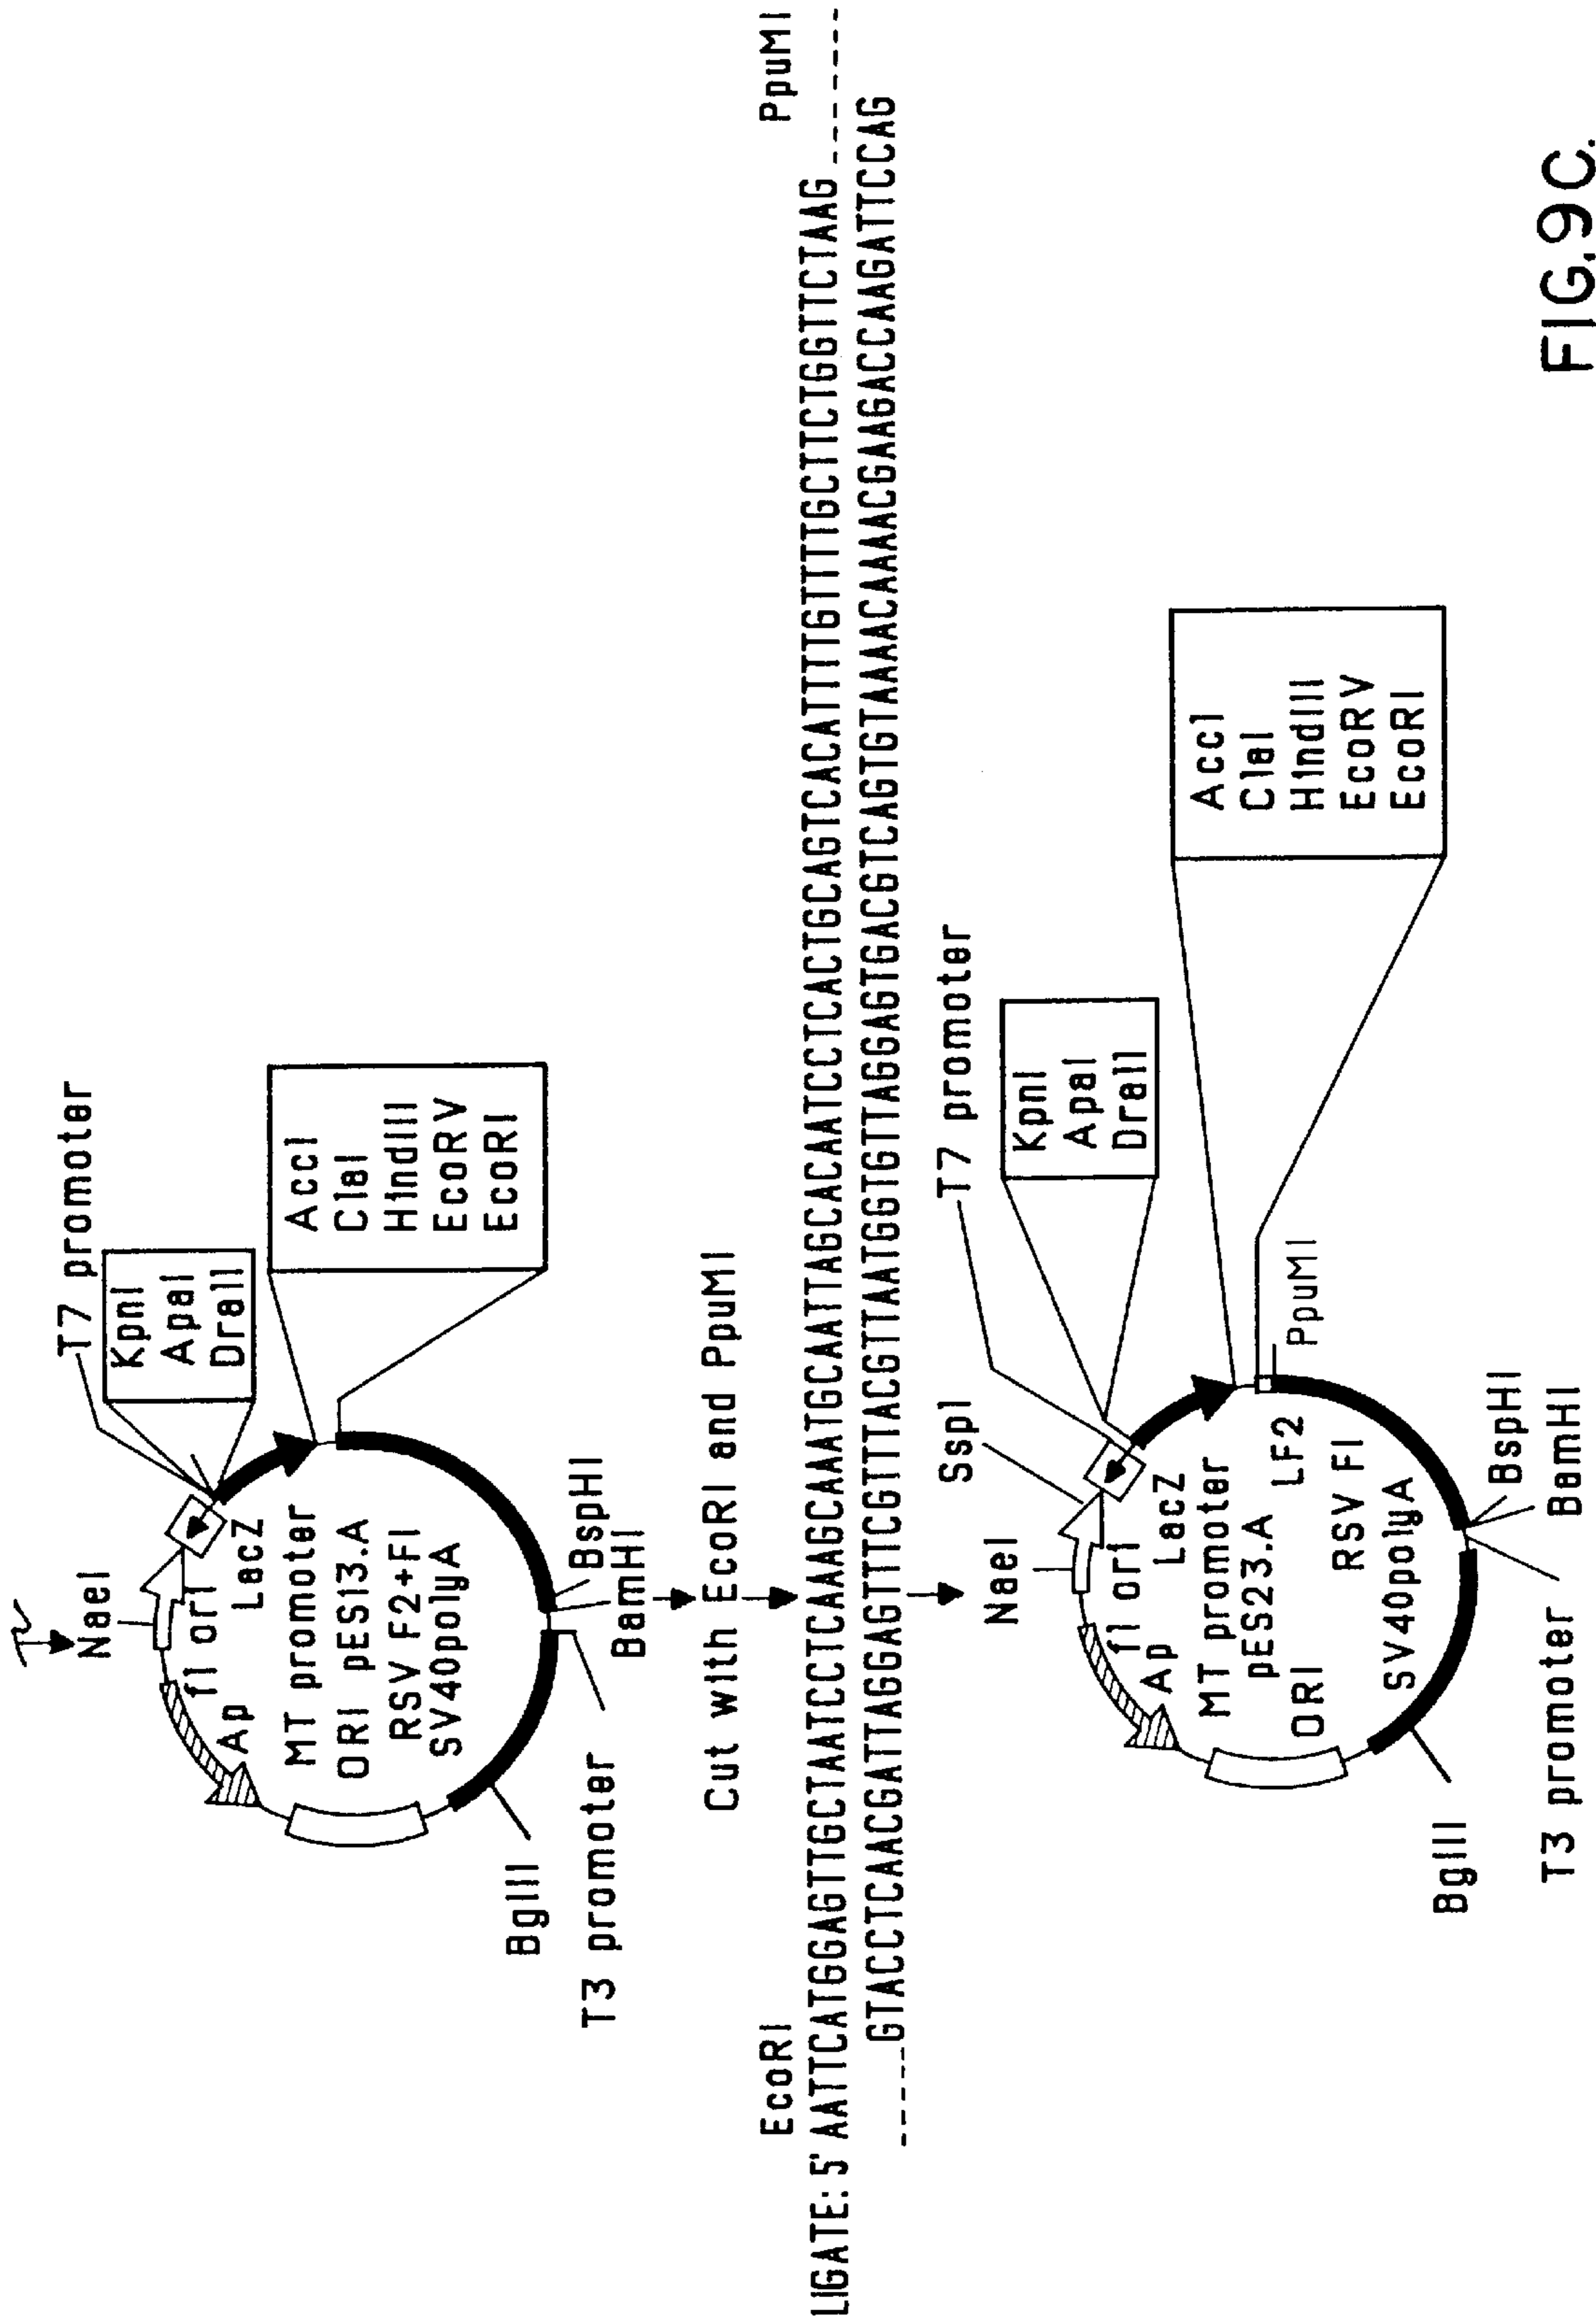 NaeI
f1 ori
Ap
LacZ
T7 promoter
KpnI
ApaI
DraII
MT promoter
ORI pES13.A
RSV F2+FI
SV40polyA
AccI
ClaI
HindIII
EcoRV
EcoRI
BspHI
BamHI
BglII
T3 promoter
Cut with EcoRI and PpuMI
EcoRI PpuMI
LIGATE: 5' AATTCATGGAGTTGCTAATCCTCAAAGCAAATGCAATTAGCACAATCCTCACTGCAGTCACATTTTGTTTTGCTTCTGGTTCTAAG
GTACCTCAACGATTAGGAGTTTCGTTTACGTTAATGGTGTTAGGAGTGACGTCAGTGTAAAACAAAACGAAGACCAAGATTCCAG
NaeI
SspI
T7 promoter
KpnI
ApaI
DraII
f1 ori
Ap
LacZ
MT promoter
pES23.A
ORI
LF2
RSV FI
SV40polyA
AccI
ClaI
HindIII
EcoRV
EcoRI
PpuMI
BspHI
BamHI
BglII
T3 promoter
FIG.9C.